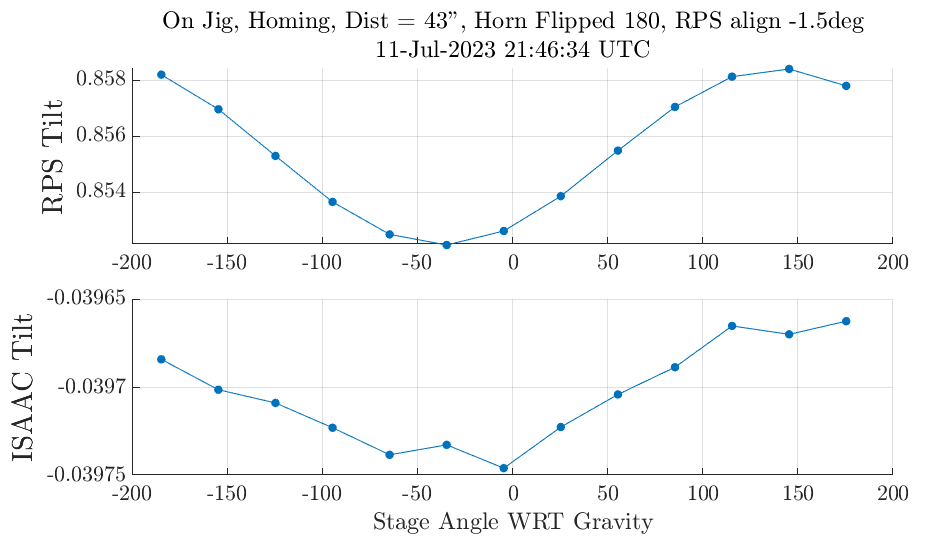 On Jig, Homing, Dist = 43”, Horn Flipped 180, RPS align -1.5deg
11-Jul-2023 21:46:34 UTC
RPS Tilt
0.858
0.856
0.854
-200 -150 -100 -50 0 50 100 150 200
ISAAC Tilt
-0.03965
-0.0397
-0.03975
-200 -150 -100 -50 0 50 100 150 200
Stage Angle WRT Gravity